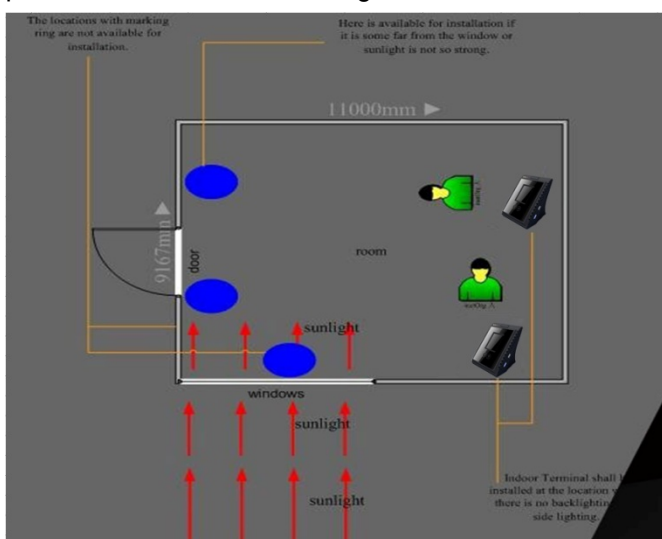 The locations with marking
ring are not available for
installation.
Here is available for installation if
it is some far from the window or
sunlight is not so strong.
11000mm
9167mm
door
room
sunlight
windows
sunlight
sunlight
Indoor Terminal shall
installed at the location
there is no backlighting
side lighting.